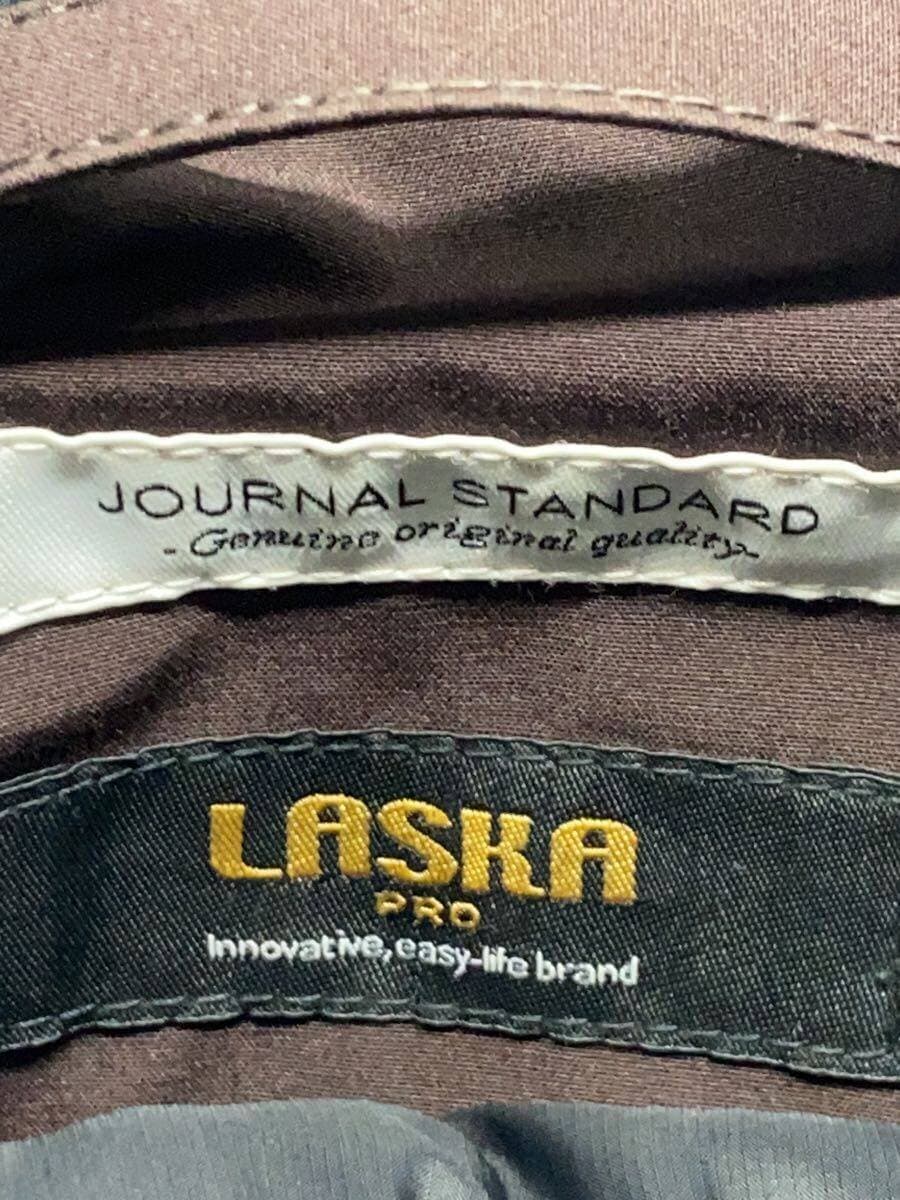 JOURNAL STANDARD
- Genuine original quality -
LASKA
PRO
Innovative, easy-life brand